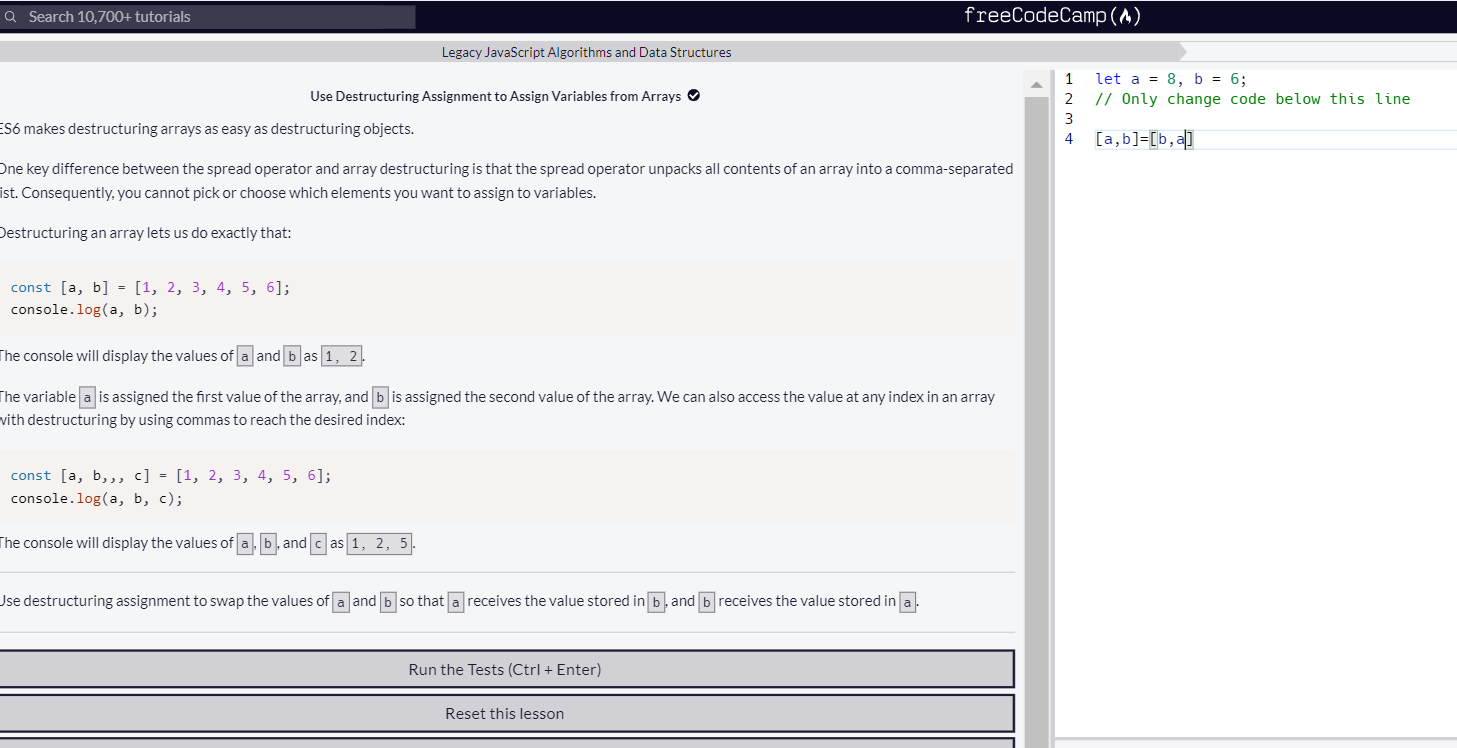 Search 10,700+ tutorials
freeCodeCamp(🔥)
Legacy JavaScript Algorithms and Data Structures
Use Destructuring Assignment to Assign Variables from Arrays
ES6 makes destructuring arrays as easy as destructuring objects.
One key difference between the spread operator and array destructuring is that the spread operator unpacks all contents of an array into a comma-separated
list. Consequently, you cannot pick or choose which elements you want to assign to variables.
Destructuring an array lets us do exactly that:
const [a, b] = [1, 2, 3, 4, 5, 6];
console.log(a, b);
The console will display the values of a and b as 1, 2.
The variable a is assigned the first value of the array, and b is assigned the second value of the array. We can also access the value at any index in an array
with destructuring by using commas to reach the desired index:
const [a, b,,, c] = [1, 2, 3, 4, 5, 6];
console.log(a, b, c);
The console will display the values of a, b, and c as 1, 2, 5.
Use destructuring assignment to swap the values of a and b so that a receives the value stored in b, and b receives the value stored in a.
Run the Tests (Ctrl + Enter)
Reset this lesson
1 let a = 8, b = 6;
2 // Only change code below this line
3
4 [a,b]=[b,a]